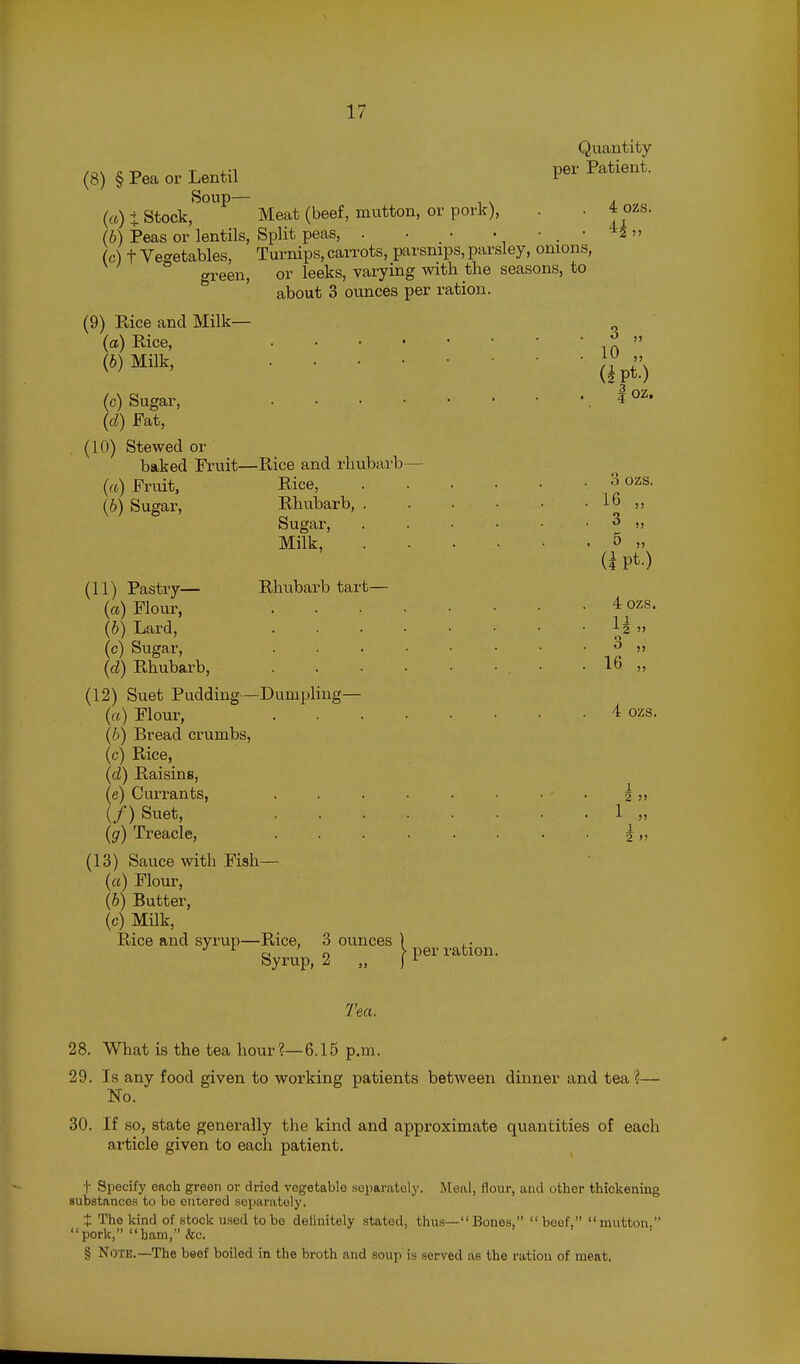 17
Quantity
per Patient.
(8) § Pea or Lentil
Soup—
(a) ‡ Stock, Meat (beef, mutton, or pork), . . 4 ozs.
(b) Peas or lentils, Split peas, . . . . . . 4½ „
(c) † Vegetables, Turnips, carrots, parsnips, parsley, onions,
green, or leeks, varying with the seasons, to
about 3 ounces per ration.
(9) Rice and Milk—
(a) Rice, . . . . . . . . 3 „
(b) Milk, . . . . . . . . 10 „
(½ pt.)
(c) Sugar, . . . . . . . . ¾ oz.
(d) Fat,
(10) Stewed or
baked Fruit—Rice and rhubarb—
(a) Fruit, Rice, . . . . . . 3 ozs.
(b) Sugar, Rhubarb, . . . . . . 16 „
Sugar, . . . . . . 3 „
Milk, . . . . . . 5 „
(¼ pt.)
(11) Pastry— Rhubarb tart—
(a) Flour, . . . . . . . . 4 ozs.
(b) Lard, . . . . . . . . 1½ „
(c) Sugar, . . . . . . . . 3 „
(d) Rhubarb, . . . . . . . . 16 „
(12) Suet Pudding—Dumpling—
(a) Flour, . . . . . . . . 4 ozs.
(b) Bread crumbs,
(c) Rice,
(d) Raisins,
(e) Currants, . . . . . . . . ½ „
(f) Suet, . . . . . . . . 1 „
(g) Treacle, . . . . . . . . ½ „
(13) Sauce with Fish—
(a) Flour,
(b) Butter,
(c) Milk,
Rice and syrup—Rice, 3 ounces } per ration.
Syrup, 2 „ }
Tea.
28. What is the tea hour?—6.15 p.m.
29. Is any food given to working patients between dinner and tea?—
No.
30. If so, state generally the kind and approximate quantities of each
article given to each patient.
† Specify each green or dried vegetable separately. Meal, flour, and other thickening
substances to be entered separately.
‡ The kind of stock used to be definitely stated, thus—"Bones," "beef," "mutton,"
"pork," "ham," &c.
§ NOTE.—The beef boiled in the broth and soup is served as the ration of meat.